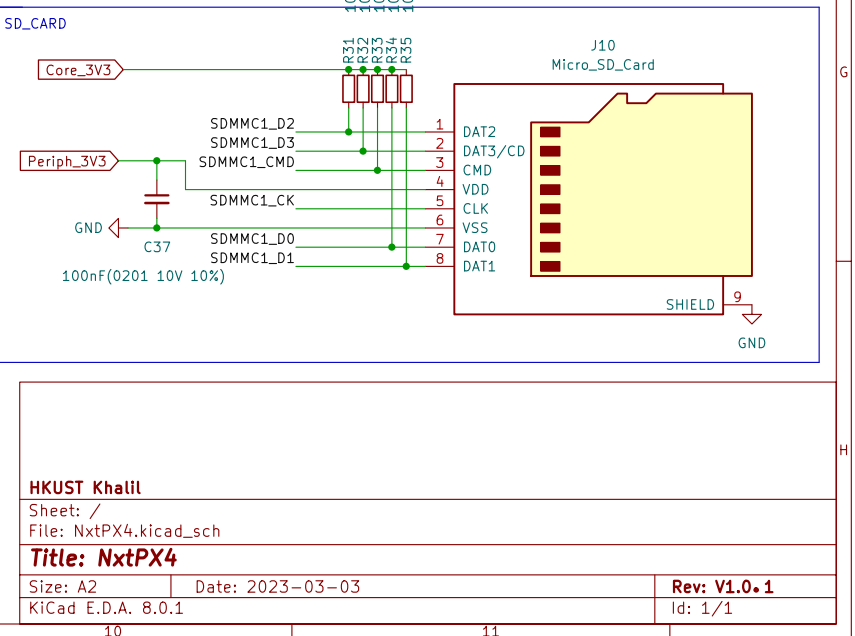 SD_CARD
R31
R32
R33
R34
R35
J10
Micro_SD_Card
Core_3V3
G
SDMMC1_D2
1
DAT2
SDMMC1_D3
2
DAT3/CD
Periph_3V3
SDMMC1_CMD
3
CMD
4
VDD
SDMMC1_CK
5
CLK
GND
6
VSS
C37
SDMMC1_D0
7
DAT0
SDMMC1_D1
8
DAT1
100nF(0201 10V 10%)
SHIELD
9
GND
H
HKUST Khalil
Sheet: /
File: NxtPX4.kicad_sch
Title: NxtPX4
Size: A2
Date: 2023-03-03
Rev: V1.0.1
KiCad E.D.A. 8.0.1
Id: 1/1
10
11